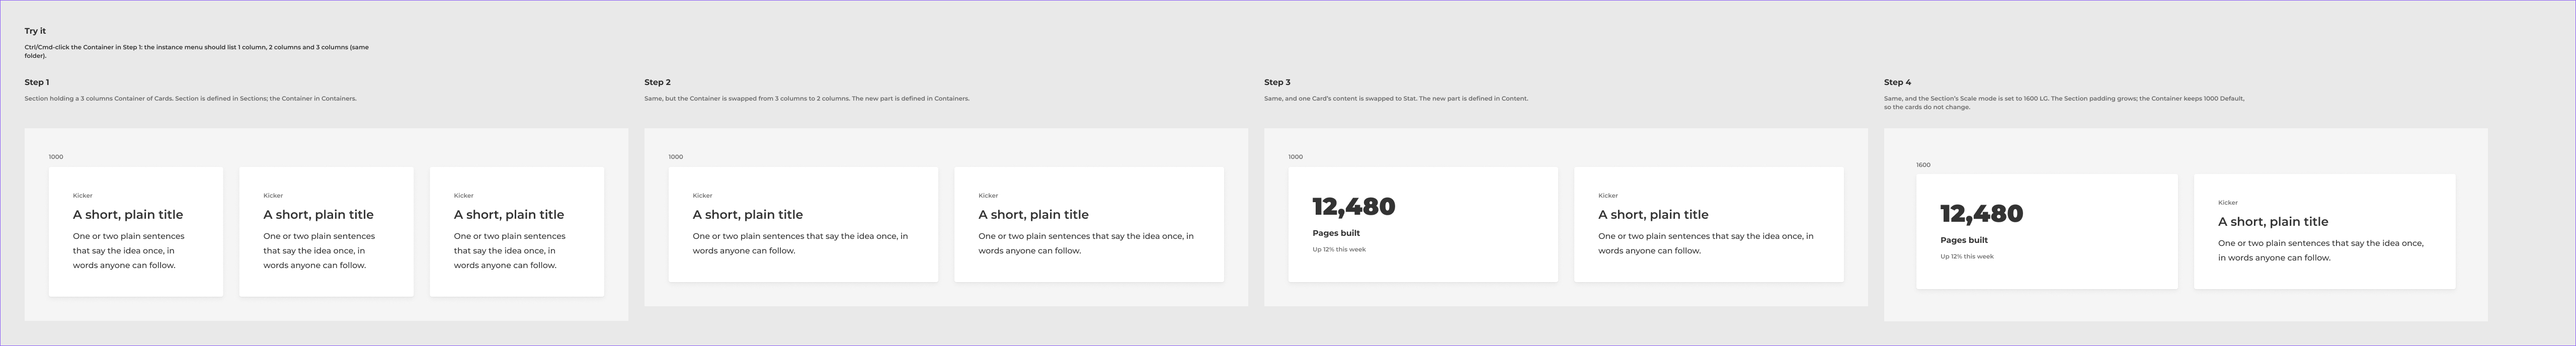 Try it
Ctrl/Cmd-click the Container in Step 1: the instance menu should list 1 column, 2 columns and 3 columns (same
folder).
Step 1
Section holding a 3 columns Container of Cards. Section is defined in Sections; the Container in Containers.
1000
Kicker
A short, plain title
One or two plain sentences
that say the idea once, in
words anyone can follow.
Kicker
A short, plain title
One or two plain sentences
that say the idea once, in
words anyone can follow.
Kicker
A short, plain title
One or two plain sentences
that say the idea once, in
words anyone can follow.
Step 2
Same, but the Container is swapped from 3 columns to 2 columns. The new part is defined in Containers.
1000
Kicker
A short, plain title
One or two plain sentences that say the idea once, in
words anyone can follow.
Kicker
A short, plain title
One or two plain sentences that say the idea once, in
words anyone can follow.
Step 3
Same, and one Card's content is swapped to Stat. The new part is defined in Content.
1000
12,480
Pages built
Up 12% this week
Kicker
A short, plain title
One or two plain sentences that say the idea once, in
words anyone can follow.
Step 4
Same, and the Section's Scale mode is set to 1600 LG. The Section padding grows; the Container keeps 1000 Default,
so the cards do not change.
1600
12,480
Pages built
Up 12% this week
Kicker
A short, plain title
One or two plain sentences that say the idea once,
in words anyone can follow.